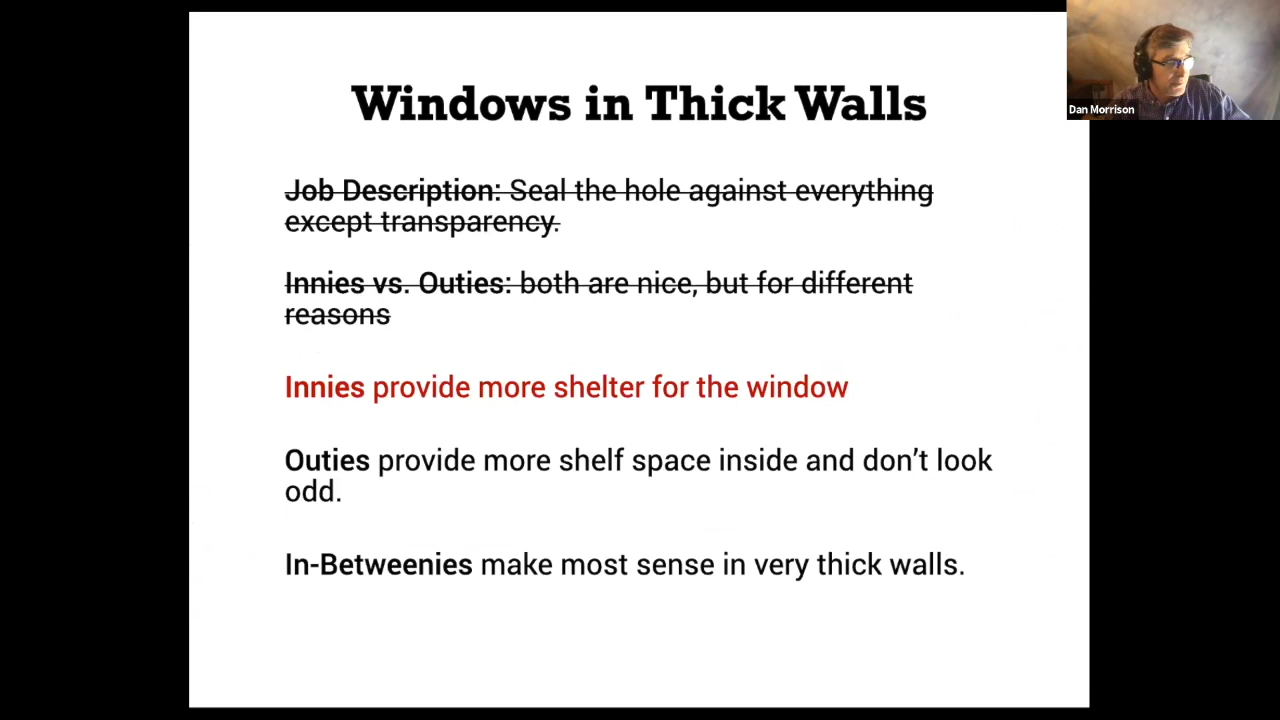 Windows in Thick Walls
Dan Morrison
Job Description: Seal the hole against everything
except transparency.
Innies vs. Outies: both are nice, but for different
reasons
Innies provide more shelter for the window
Outies provide more shelf space inside and don’t look
odd.
In-Betweenies make most sense in very thick walls.